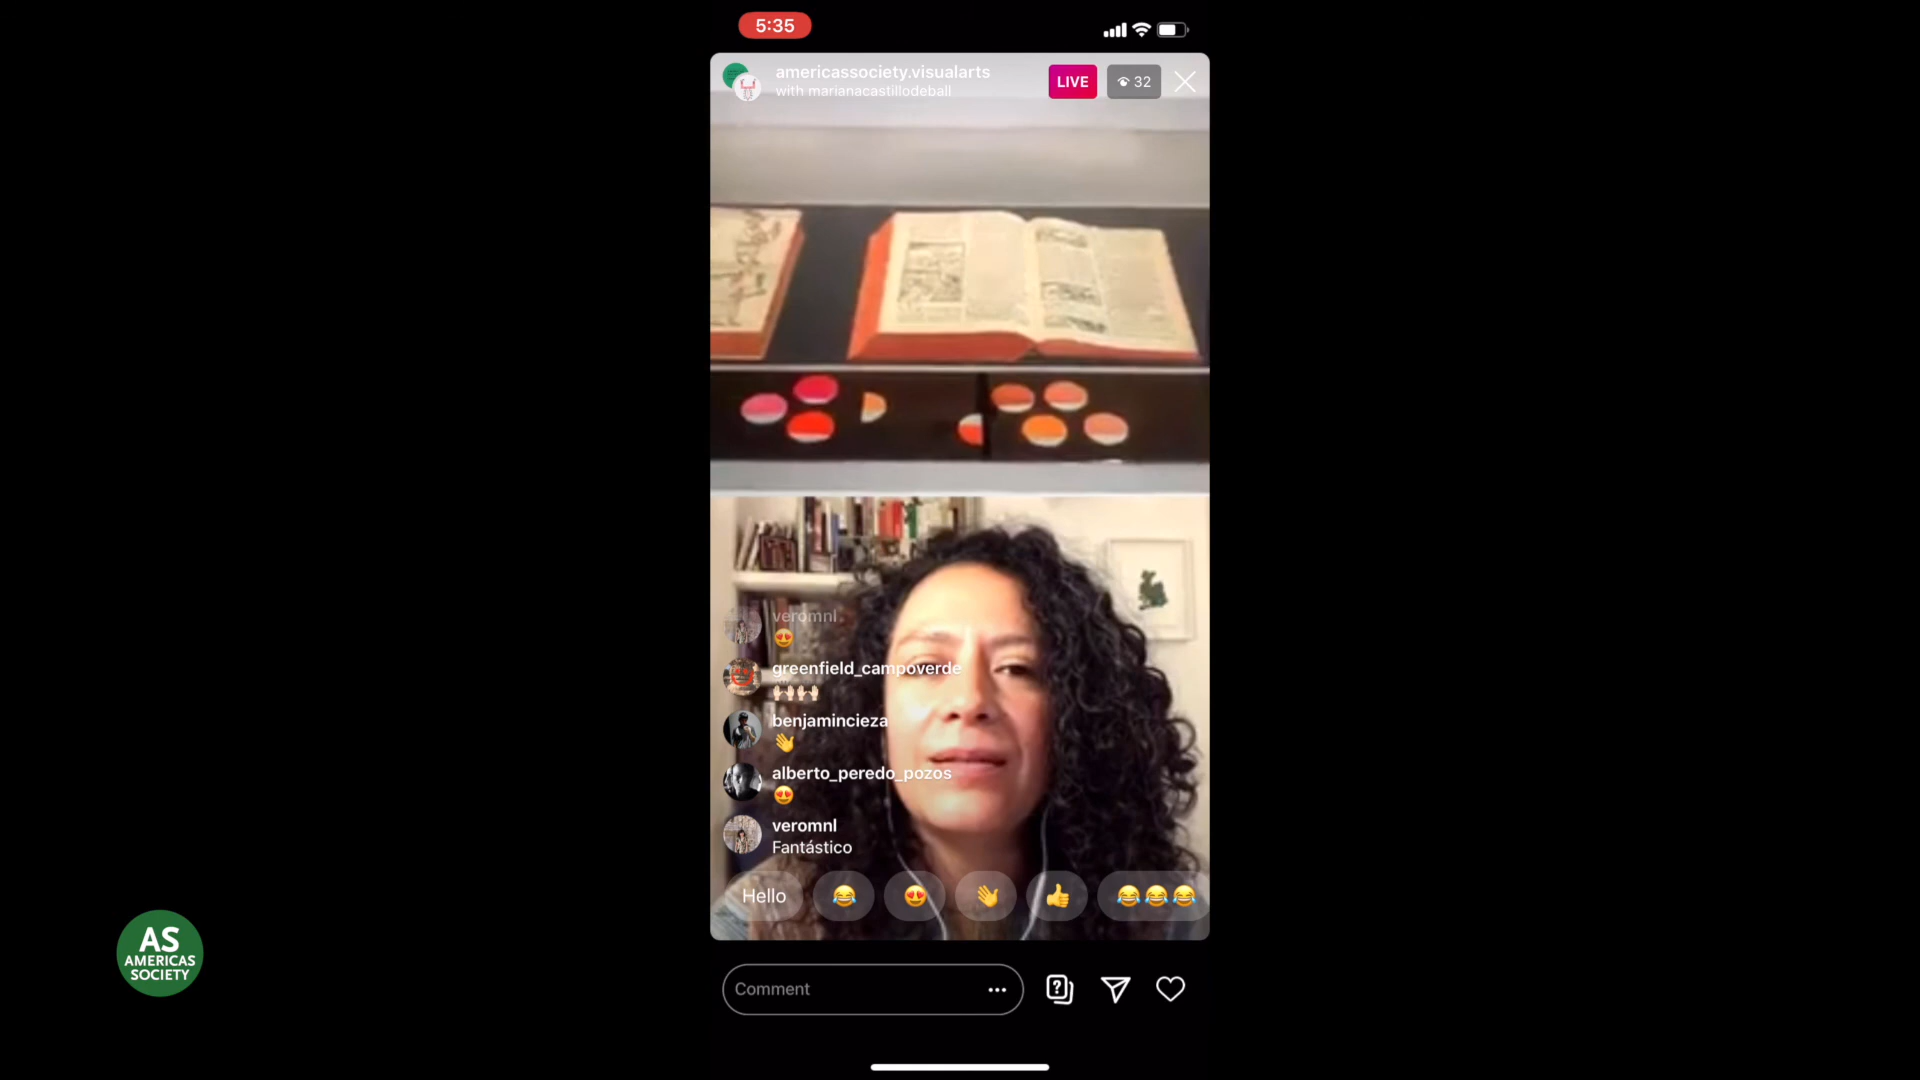 5:35
americassociety.visualarts
with marianacastillodeball
LIVE
32
veromnl
😍
greenfield_campoverde
🙌🏻🙌🏻
benjamincieza
👋
alberto_peredo_pozos
😍
veromnl
Fantástico
Hello 😂 😍 👋 👍 😂😂😂
Comment
AS
AMERICAS
SOCIETY